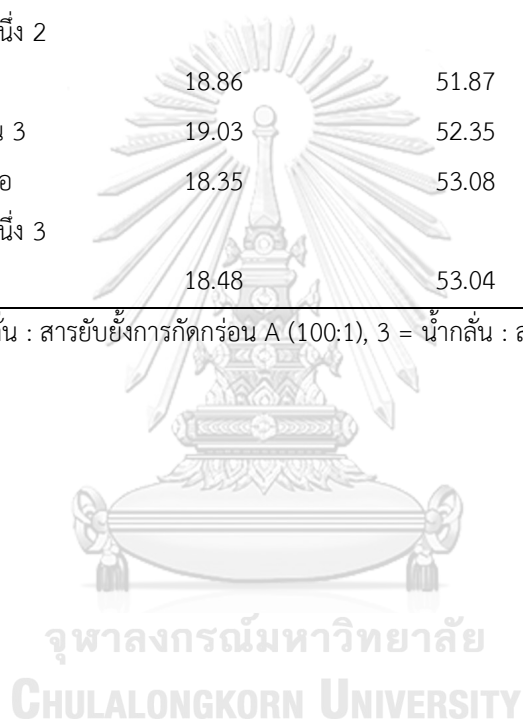 นึ่ง 2
18.86 51.87
น 3 19.03 52.35
อ 18.35 53.08
นึ่ง 3
18.48 53.04
ั่น : สารยับยั้งการกัดกร่อน A (100:1), 3 = น้ำกลั่น : ส
จุฬาลงกรณ์มหาวิทยาลัย
CHULALONGKORN UNIVERSITY